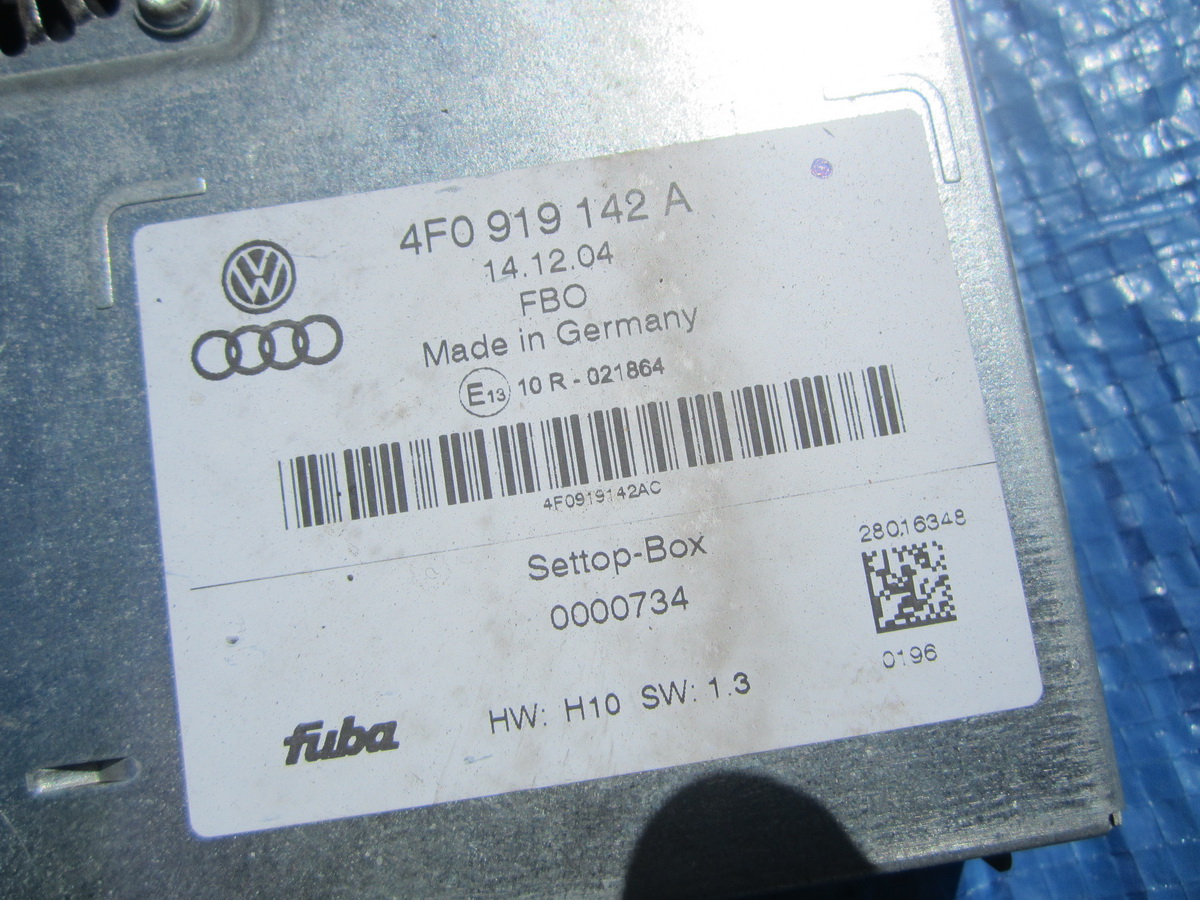 4F0 919 142 A
14.12.04
FBO
Made in Germany
E13 10 R - 021864
4F0919142AC
Settop-Box
0000734
28016348
0196
HW: H10 SW: 1.3
fuba